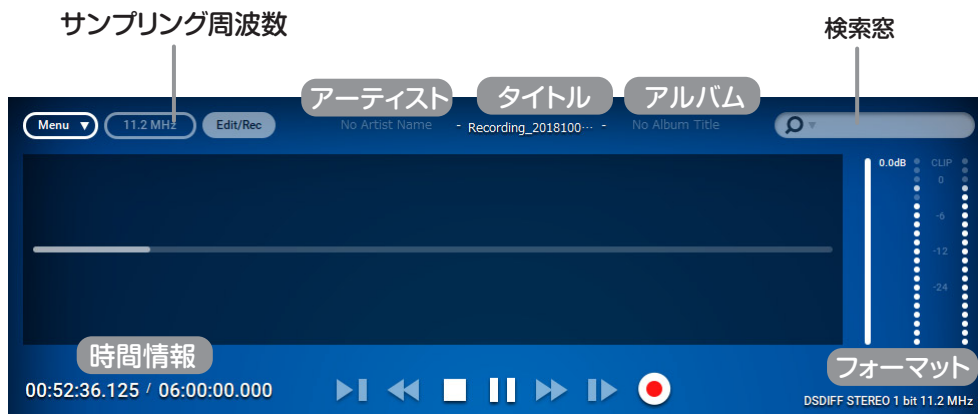 サンプリング周波数
検索窓
アーティスト タイトル アルバム
Menu ▼ 11.2 MHz Edit/Rec No Artist Name - Recording_2018100… - No Album Title
0.0dB CLIP
0
-6
-12
-24
時間情報
フォーマット
00:52:36.125 / 06:00:00.000
DSDIFF STEREO 1 bit 11.2 MHz